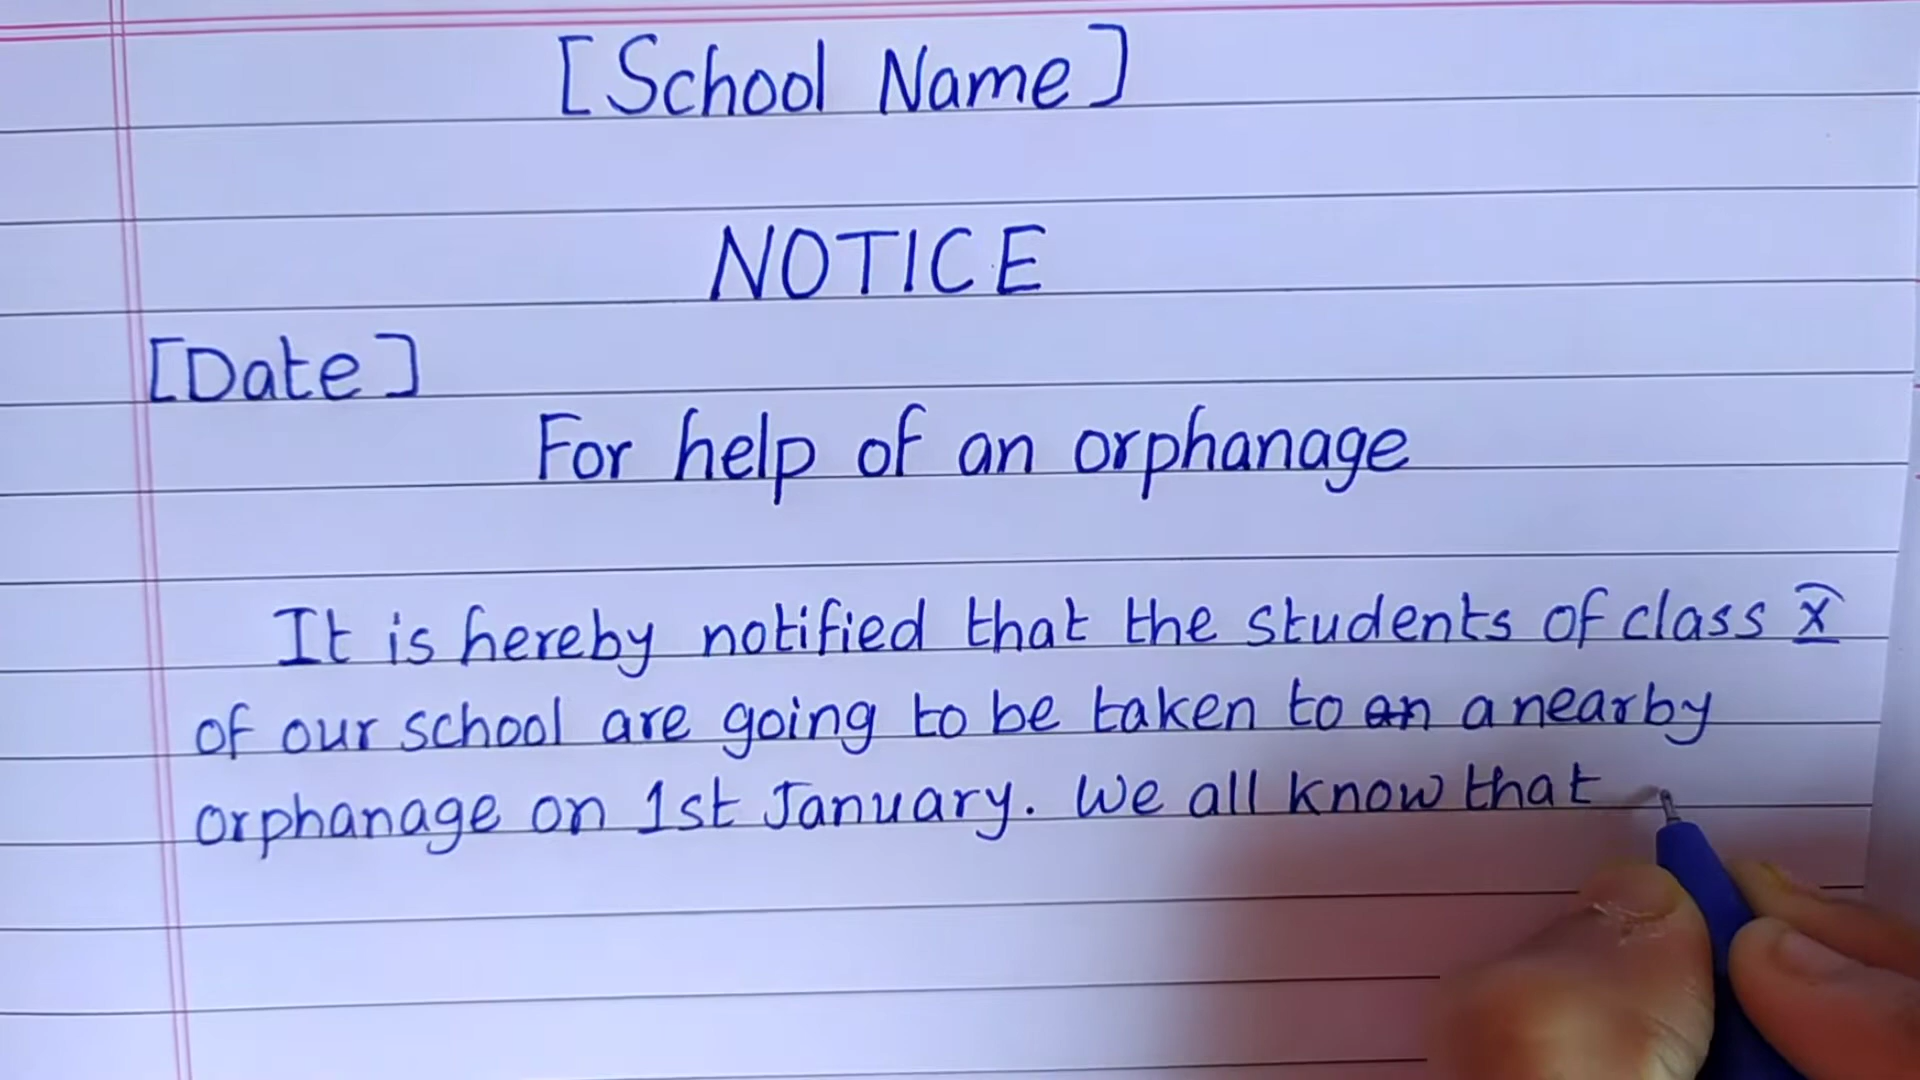 [School Name]
NOTICE
[Date]
For help of an orphanage
It is hereby notified that the students of class X
of our school are going to be taken to an a nearby
orphanage on 1st January. We all know that